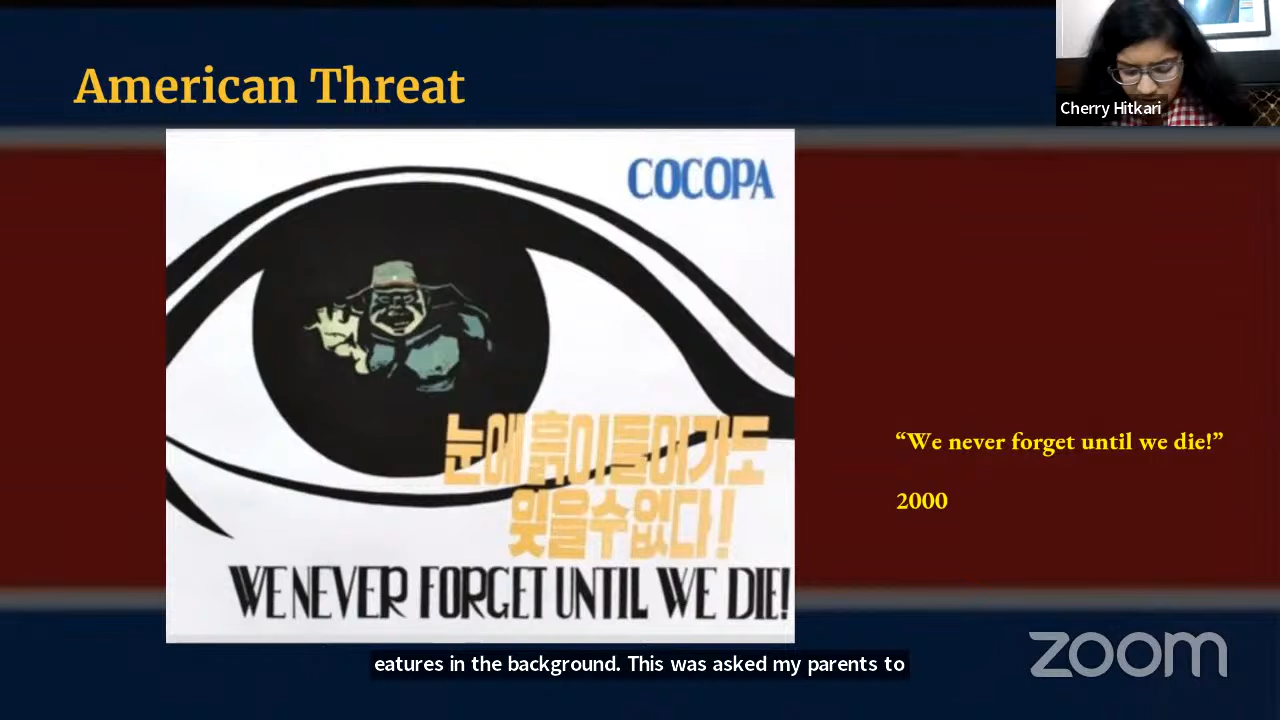 American Threat
Cherry Hitkari
COCOPA
눈에 흙이 들어가도
잊을수 없다!
WE NEVER FORGET UNTIL WE DIE!
“We never forget until we die!”
2000
eatures in the background. This was asked my parents to
zoom